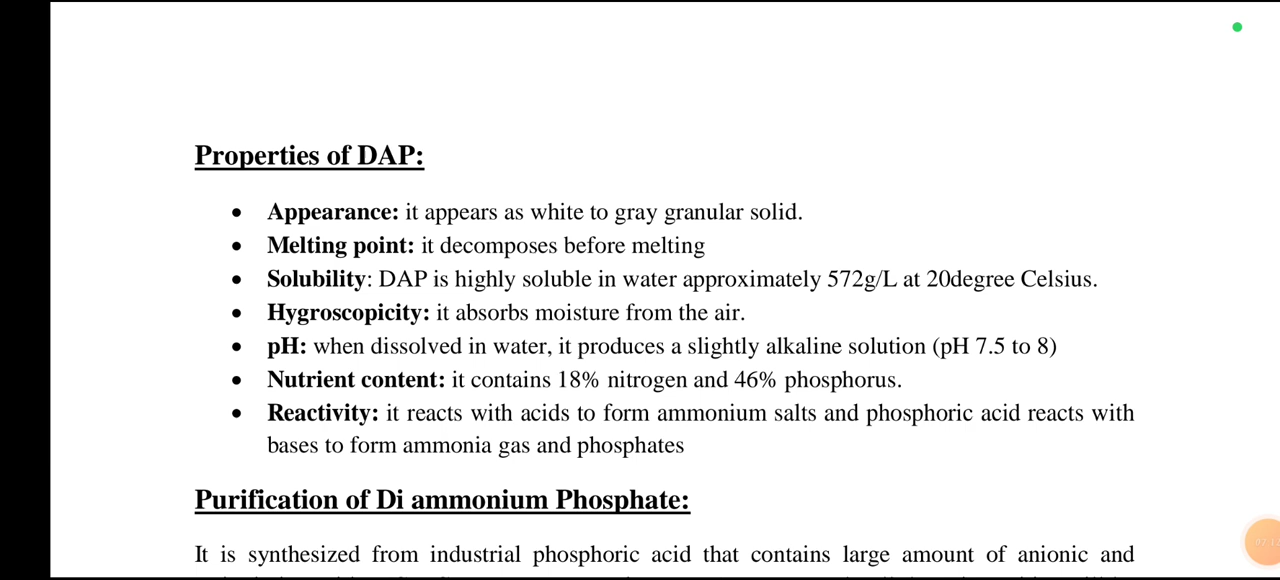 Properties of DAP:
• Appearance: it appears as white to gray granular solid.
• Melting point: it decomposes before melting
• Solubility: DAP is highly soluble in water approximately 572g/L at 20degree Celsius.
• Hygroscopicity: it absorbs moisture from the air.
• pH: when dissolved in water, it produces a slightly alkaline solution (pH 7.5 to 8)
• Nutrient content: it contains 18% nitrogen and 46% phosphorus.
• Reactivity: it reacts with acids to form ammonium salts and phosphoric acid reacts with
bases to form ammonia gas and phosphates
Purification of Di ammonium Phosphate:
It is synthesized from industrial phosphoric acid that contains large amount of anionic and